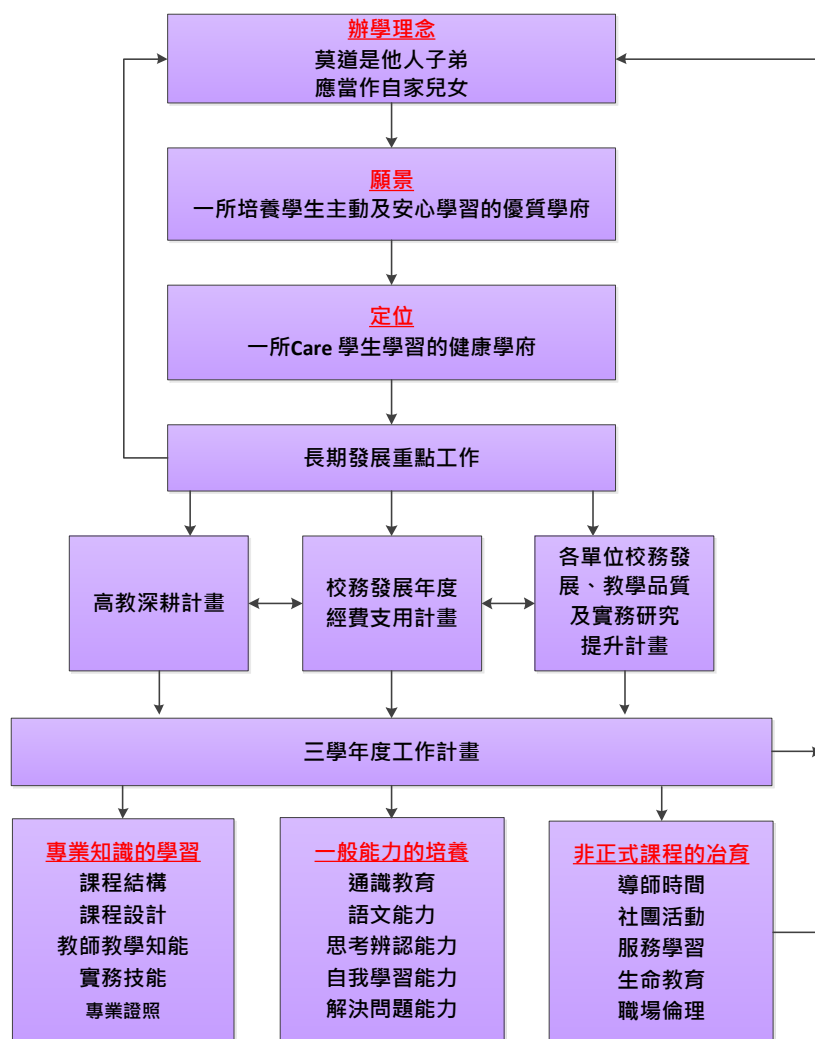 辦學理念
莫道是他人子弟
應當作自家兒女
願景
一所培養學生主動及安心學習的優質學府
定位
一所Care 學生學習的健康學府
長期發展重點工作
高教深耕計畫
校務發展年度
經費支用計畫
各單位校務發
展、教學品質
及實務研究
提升計畫
三學年度工作計畫
專業知識的學習
課程結構
課程設計
教師教學知能
實務技能
專業證照
一般能力的培養
通識教育
語文能力
思考辨認能力
自我學習能力
解決問題能力
非正式課程的冶育
導師時間
社團活動
服務學習
生命教育
職場倫理